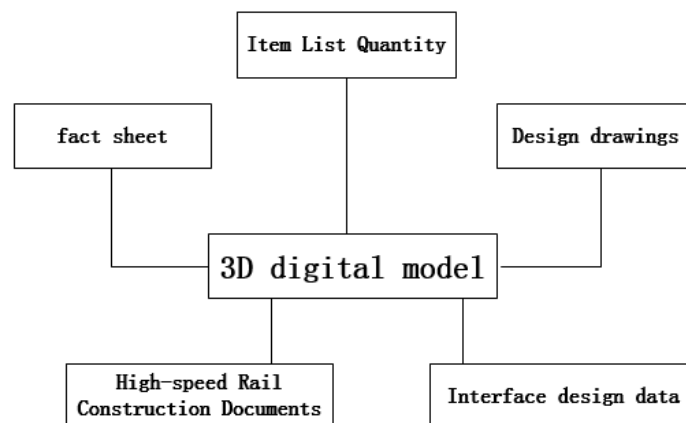 Item List Quantity
fact sheet
Design drawings
3D digital model
High-speed Rail
Construction Documents
Interface design data